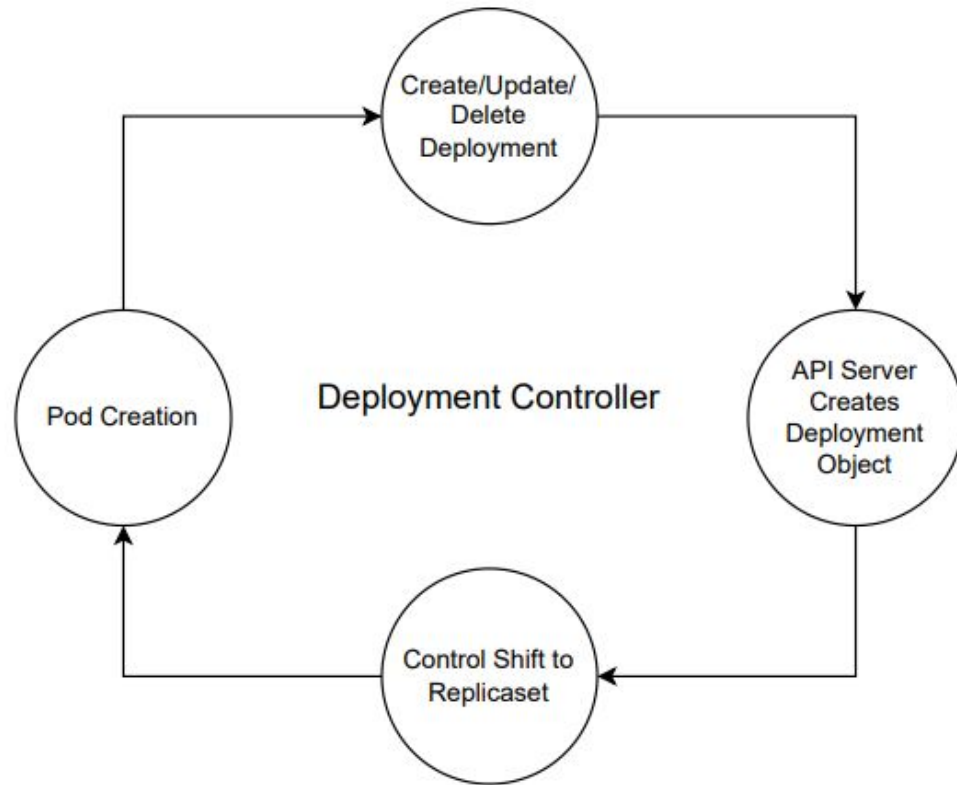 Create/Update/
Delete
Deployment
API Server
Creates
Deployment
Object
Pod Creation
Deployment Controller
Control Shift to
Replicaset